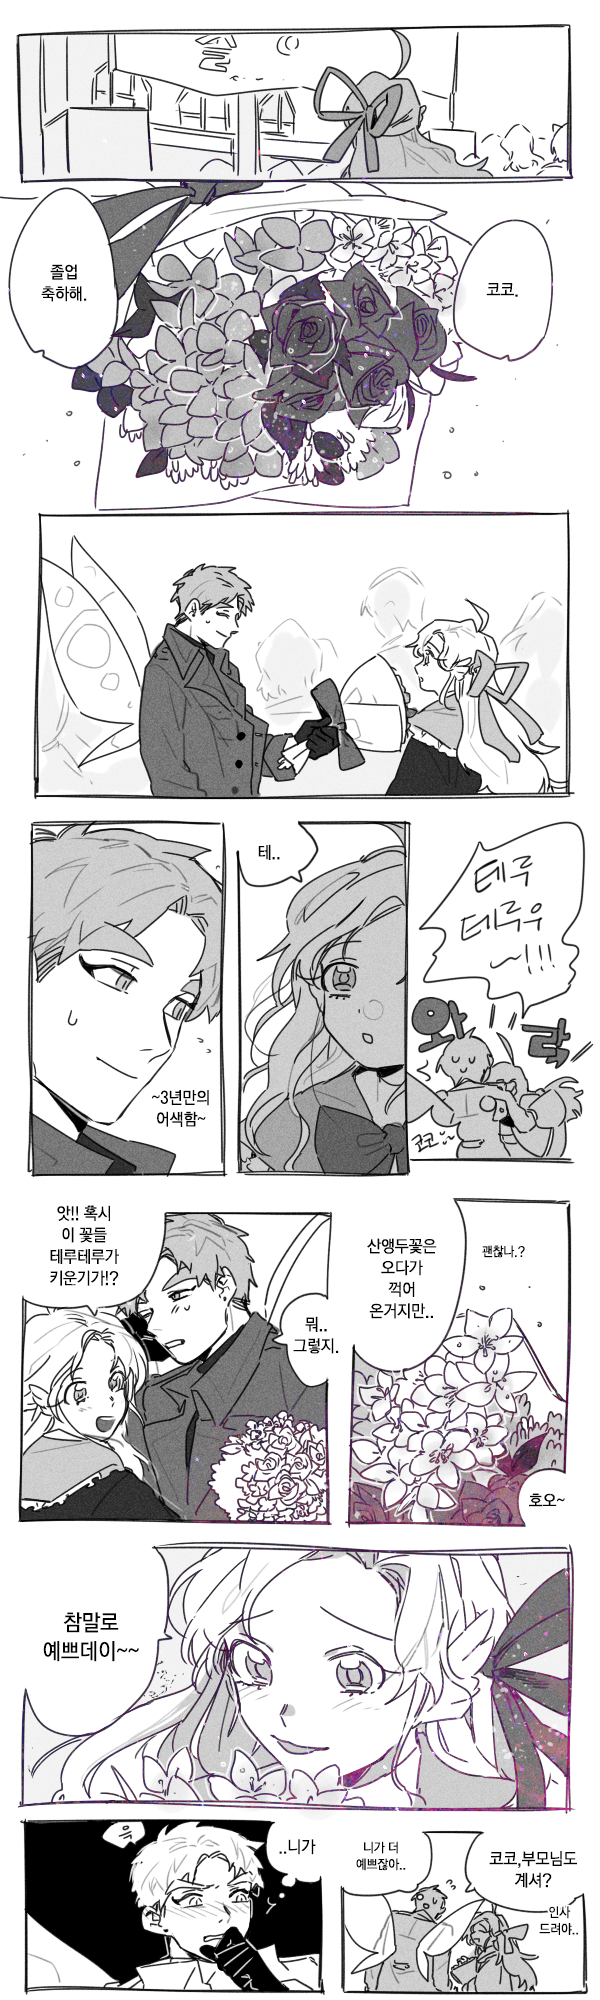 졸업
축하해.
코코.
테..
테루
테루우
~!!!
~3년만의
어색함~
와락
코코;;
앗!! 혹시
이 꽃들
테루테루가
키운기가!?
뭐..
그렇지.
산앵두꽃은
오다가
꺾어
온거지만..
괜찮나.?
호오~
참말로
예쁘데이~~
윽
..니가
니가 더
예쁘잖아..
코코,부모님도
계셔?
인사
드려야..